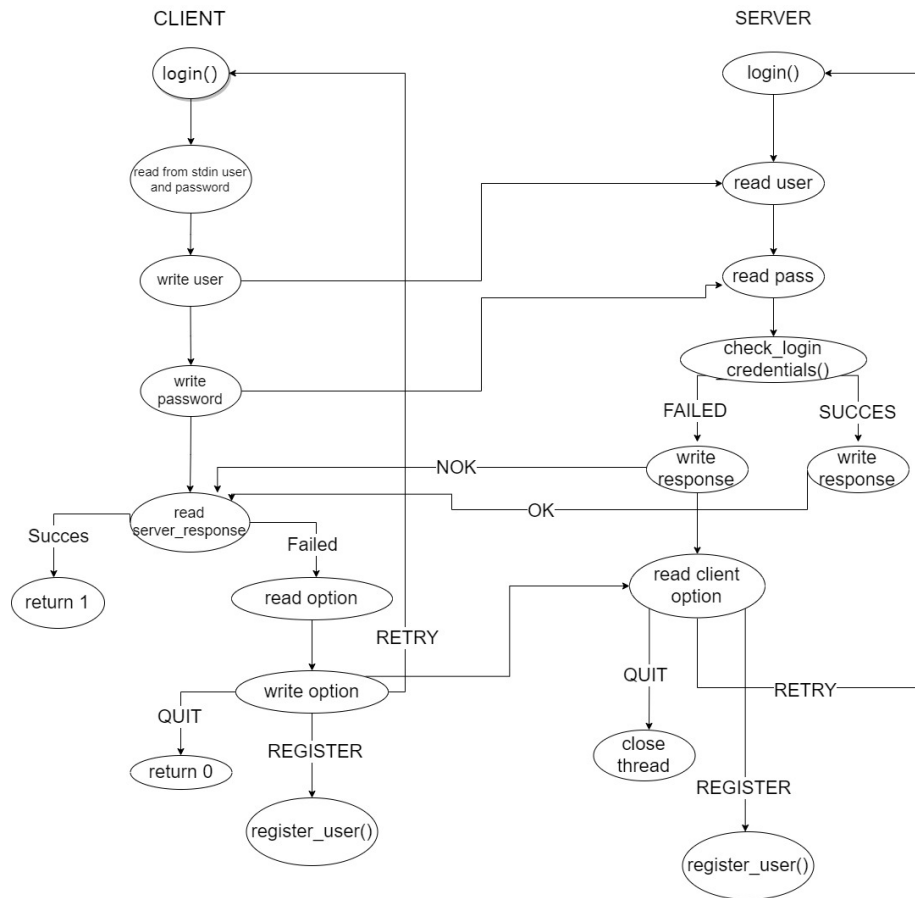 CLIENT
SERVER
login()
login()
read from stdin user
and password
read user
write user
read pass
check_login
credentials()
write
password
FAILED
SUCCES
NOK
write
response
write
response
OK
read
server_response
Succes
Failed
read client
option
return 1
read option
RETRY
write option
QUIT
RETRY
QUIT
REGISTER
close
thread
return 0
REGISTER
register_user()
register_user()